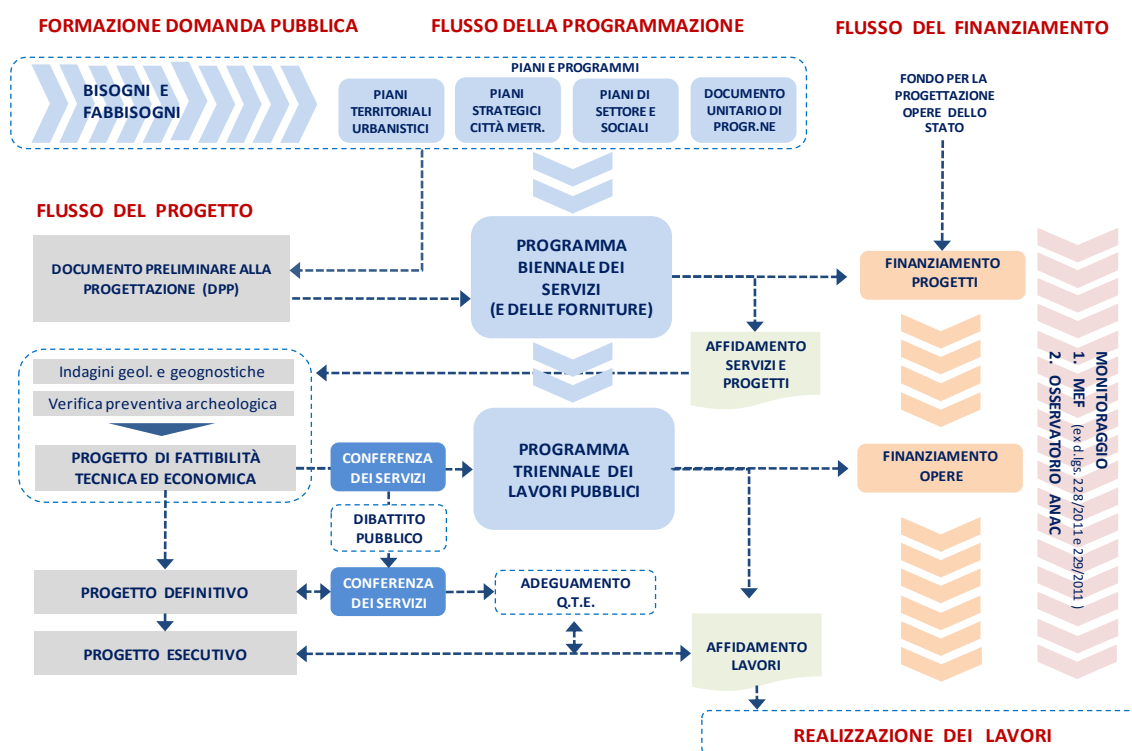 FORMAZIONE DOMANDA PUBBLICA
FLUSSO DELLA PROGRAMMAZIONE
FLUSSO DEL FINANZIAMENTO
BISOGNI E
FABBISOGNI
PIANI E PROGRAMMI
PIANI
TERRITORIALI
URBANISTICI
PIANI
STRATEGICI
CITTÀ METR.
PIANI DI
SETTORE E
SOCIALI
DOCUMENTO
UNITARIO DI
PROGR.NE
FONDO PER LA
PROGETTAZIONE
OPERE DELLO
STATO
FLUSSO DEL PROGETTO
DOCUMENTO PRELIMINARE ALLA
PROGETTAZIONE (DPP)
PROGRAMMA
BIENNALE DEI
SERVIZI
(E DELLE FORNITURE)
FINANZIAMENTO
PROGETTI
AFFIDAMENTO
SERVIZI E
PROGETTI
Indagini geol. e geognostiche
Verifica preventiva archeologica
PROGETTO DI FATTIBILITÀ
TECNICA ED ECONOMICA
CONFERENZA
DEI SERVIZI
PROGRAMMA
TRIENNALE DEI
LAVORI PUBBLICI
FINANZIAMENTO
OPERE
MONITORAGGIO
1. MEF (ex d.lgs. 228/2011 e 229/2011 )
2. OSSERVATORIO ANAC
DIBATTITO
PUBBLICO
PROGETTO DEFINITIVO
CONFERENZA
DEI SERVIZI
ADEGUAMENTO
Q.T.E.
PROGETTO ESECUTIVO
AFFIDAMENTO
LAVORI
REALIZZAZIONE DEI LAVORI